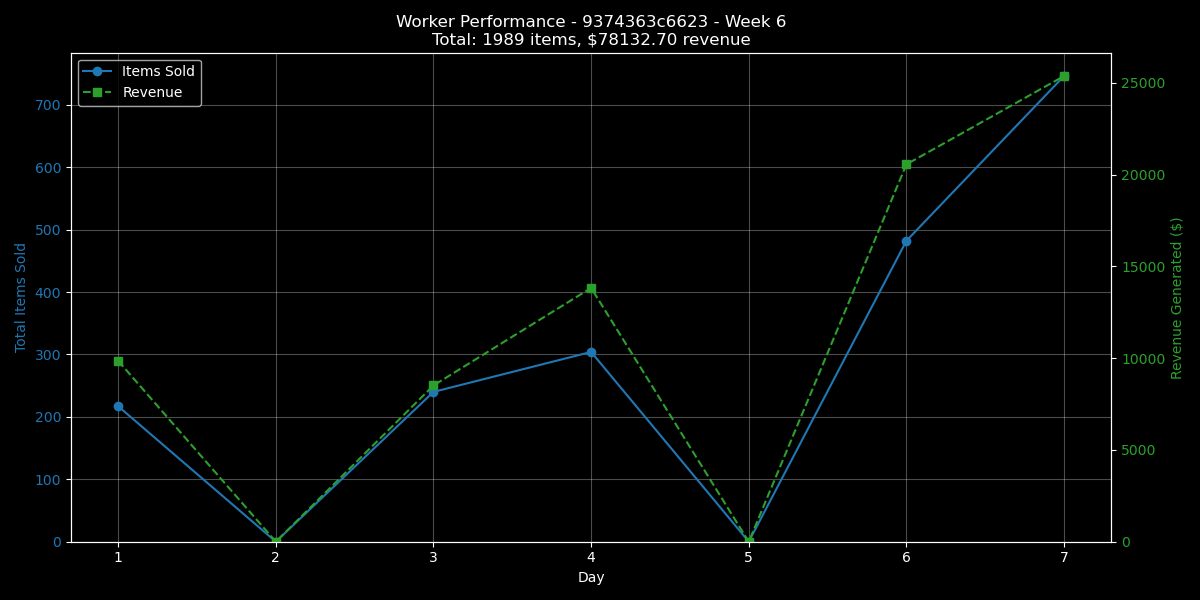 Worker Performance - 9374363c6623 - Week 6
Total: 1989 items, $78132.70 revenue
Items Sold
Revenue
700
600
500
400
300
200
100
0
Total Items Sold
25000
20000
15000
10000
5000
0
Revenue Generated ($)
1 2 3 4 5 6 7
Day